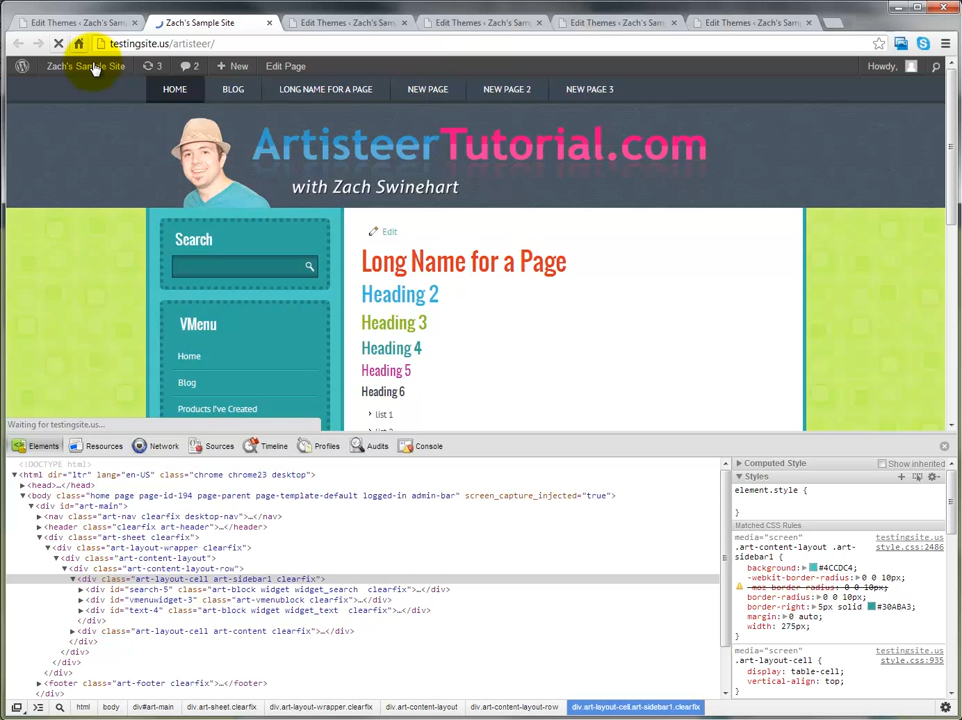 Edit Themes ‹ Zach's Sam
Zach's Sample Site
Edit Themes ‹ Zach's Sam
Edit Themes ‹ Zach's Sam
Edit Themes ‹ Zach's Sam
Edit Themes ‹ Zach's Sam
testingsite.us/artisteer/
Zach's Sample Site
3
2
+ New
Edit Page
Howdy,
HOME
BLOG
LONG NAME FOR A PAGE
NEW PAGE
NEW PAGE 2
NEW PAGE 3
ArtisteerTutorial.com
with Zach Swinehart
Search
VMenu
Home
Blog
Products I've Created
Edit
Long Name for a Page
Heading 2
Heading 3
Heading 4
Heading 5
Heading 6
list 1
Waiting for testingsite.us...
Elements
Resources
Network
Sources
Timeline
Profiles
Audits
Console
<!DOCTYPE html>
<html dir="ltr" lang="en-US" class="chrome chrome23 desktop">
<head>…</head>
<body class="home page page-id-194 page-parent page-template-default logged-in admin-bar" screen_capture_injected="true">
<div id="art-main">
<nav class="art-nav clearfix desktop-nav">…</nav>
<header class="clearfix art-header">…</header>
<div class="art-sheet clearfix">
<div class="art-layout-wrapper clearfix">
<div class="art-content-layout">
<div class="art-content-layout-row">
<div class="art-layout-cell art-sidebar1 clearfix">
<div id="search-5" class="art-block widget widget_search  clearfix">…</div>
<div id="vmenuwidget-3" class="art-vmenublock clearfix">…</div>
<div id="text-4" class="art-block widget widget_text  clearfix">…</div>
</div>
<div class="art-layout-cell art-content clearfix">…</div>
</div>
</div>
</div>
</div>
<footer class="art-footer clearfix">…</footer>
</div>
Computed Style
Show inherited
Styles
element.style {
}
Matched CSS Rules
media="screen" testingsite.us
.art-content-layout .art- style.css:2486
sidebar1 {
background: #4CCDC4;
-webkit-border-radius: 0 0 10px;
-moz-border-radius: 0 0 10px;
border-radius: 0 0 10px;
border-right: 5px solid #30ABA3;
margin: 0 auto;
width: 275px;
}
media="screen" testingsite.us
.art-layout-cell { style.css:935
display: table-cell;
vertical-align: top;
}
html
body
div#art-main
div.art-sheet.clearfix
div.art-layout-wrapper.clearfix
div.art-content-layout
div.art-content-layout-row
div.art-layout-cell.art-sidebar1.clearfix